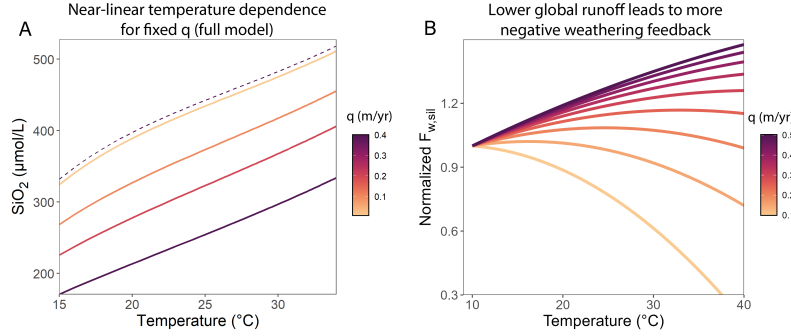 Near-linear temperature dependence
for fixed q (full model)
A
SiO2 (μmol/L)
500
400
300
200
15
20
25
30
Temperature (°C)
q (m/yr)
0.4
0.3
0.2
0.1
Lower global runoff leads to more
negative weathering feedback
B
Normalized Fw,sil
1.2
0.9
0.6
0.3
10
20
30
40
Temperature (°C)
q (m/yr)